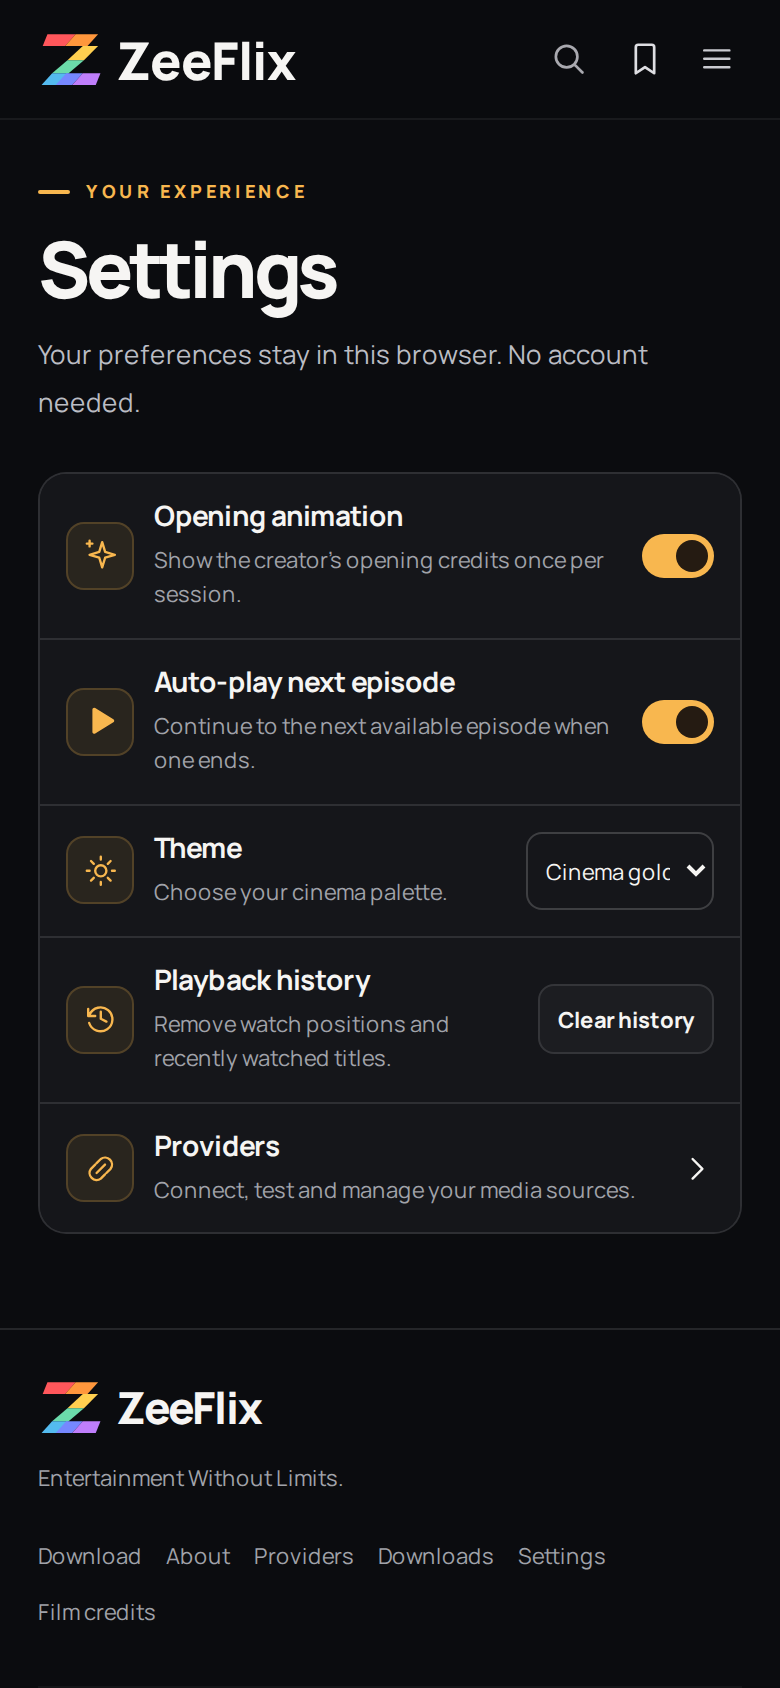 ZeeFlix
YOUR EXPERIENCE
Settings
Your preferences stay in this browser. No account
needed.
Opening animation
Show the creator’s opening credits once per
session.
Auto-play next episode
Continue to the next available episode when
one ends.
Theme
Choose your cinema palette.
Cinema gold
Playback history
Remove watch positions and
recently watched titles.
Clear history
Providers
Connect, test and manage your media sources.
ZeeFlix
Entertainment Without Limits.
Download About Providers Downloads Settings
Film credits